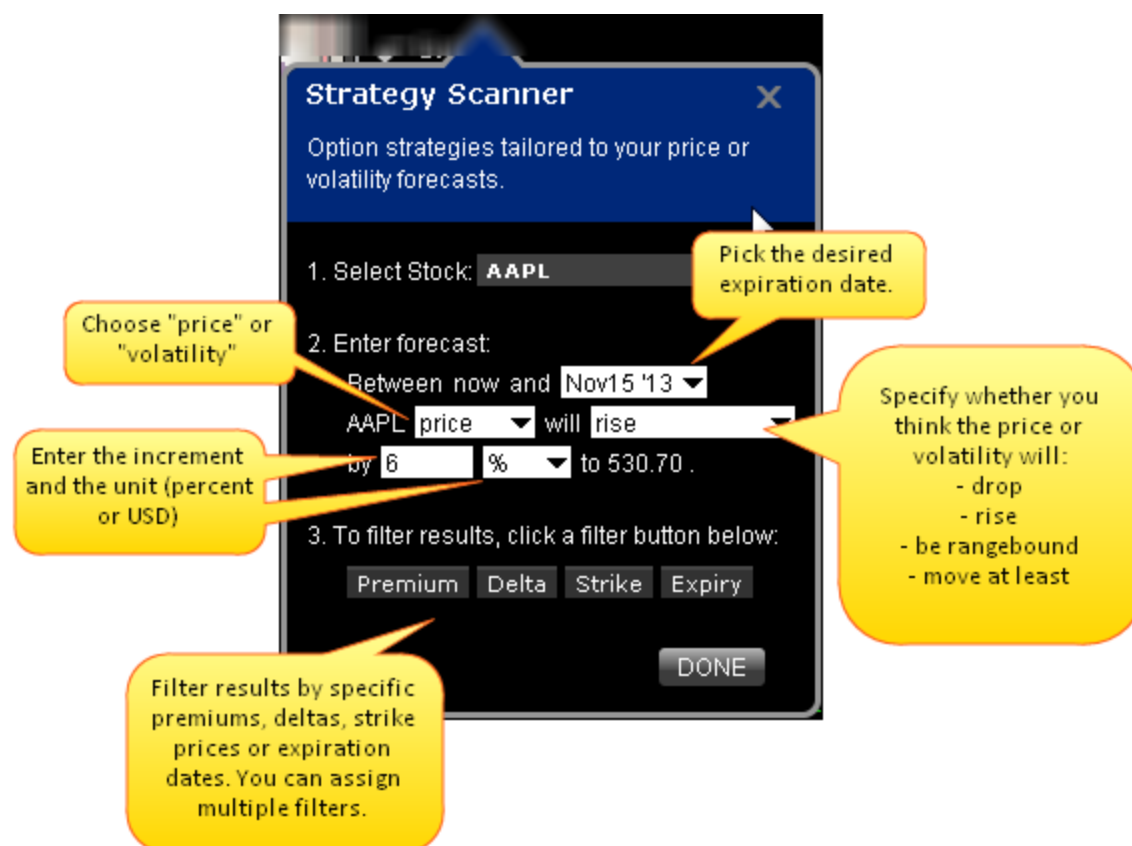 Strategy Scanner
X
Option strategies tailored to your price or
volatility forecasts.
1. Select Stock: AAPL
Pick the desired
expiration date.
Choose "price" or
"volatility"
2. Enter forecast:
Between now and Nov15 '13
AAPL price will rise
by 6 % to 530.70 .
Specify whether you
think the price or
volatility will:
- drop
- rise
- be rangebound
- move at least
Enter the increment
and the unit (percent
or USD)
3. To filter results, click a filter button below:
Premium Delta Strike Expiry
DONE
Filter results by specific
premiums, deltas, strike
prices or expiration
dates. You can assign
multiple filters.